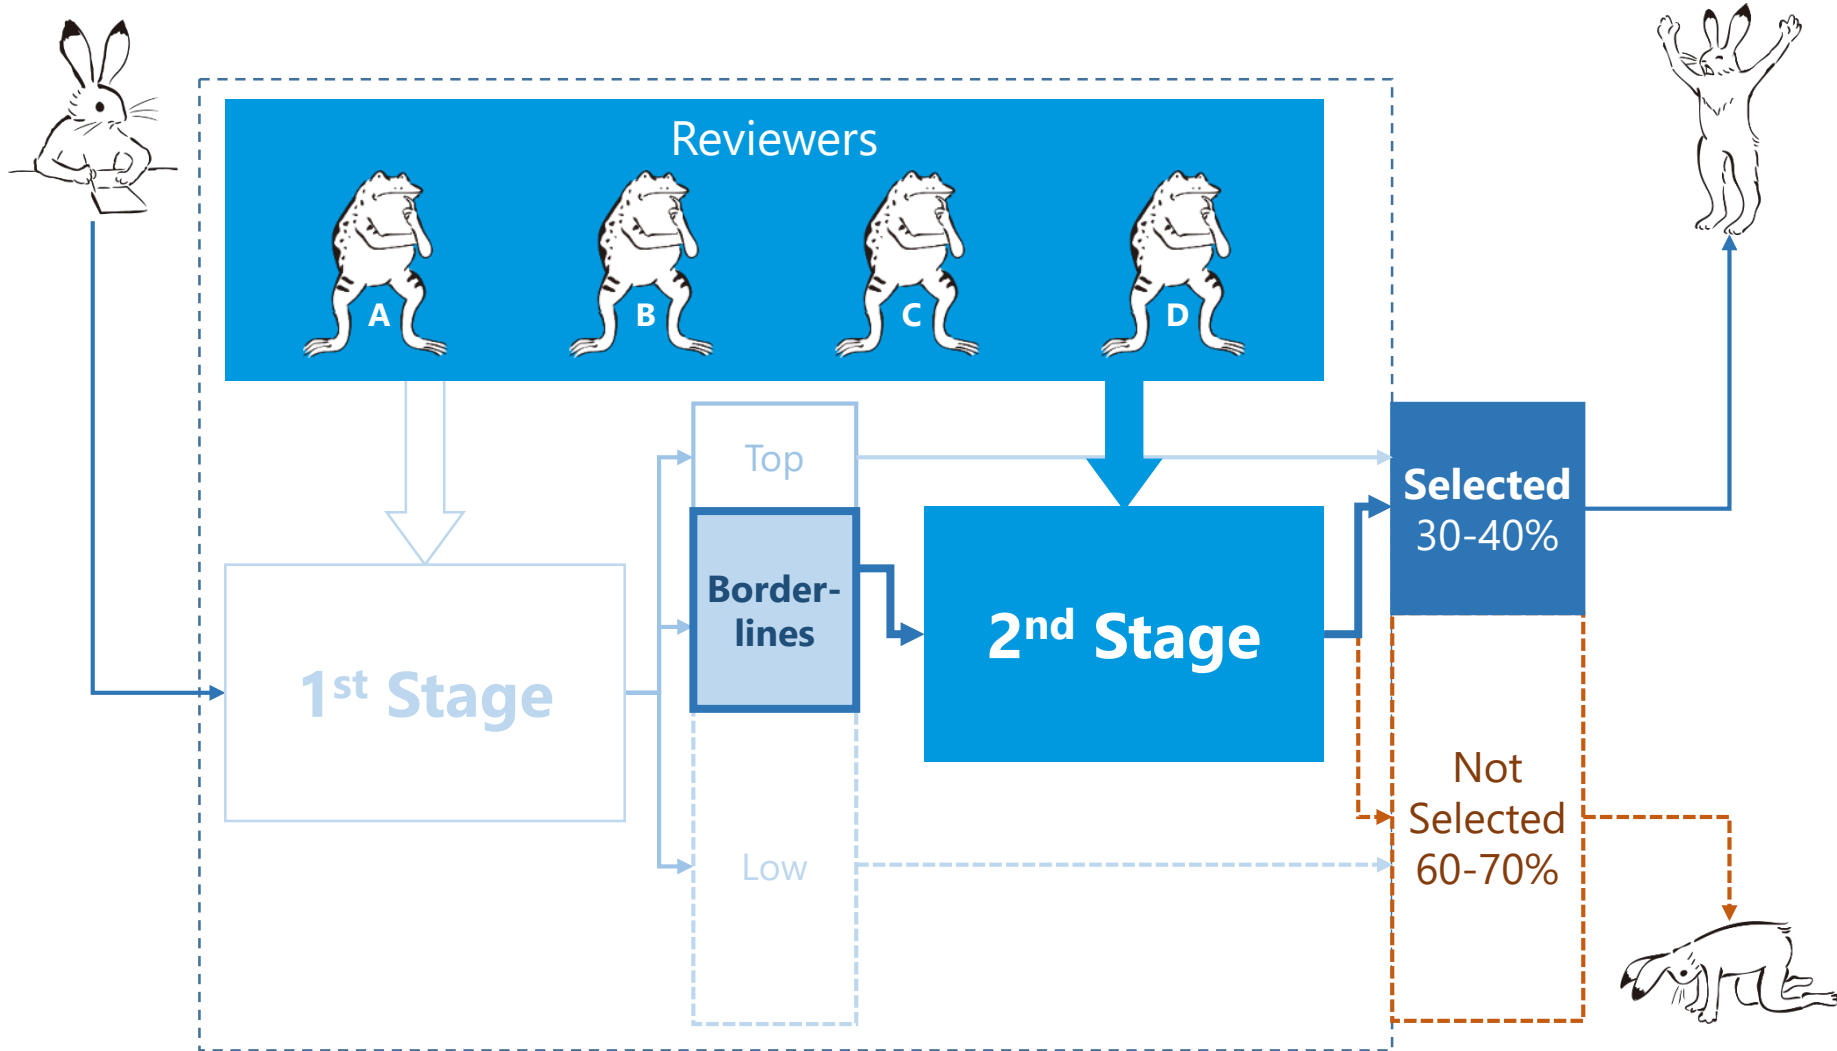 Reviewers
A
B
C
D
Top
Border-
lines
Low
1st Stage
2nd Stage
Selected
30-40%
Not
Selected
60-70%